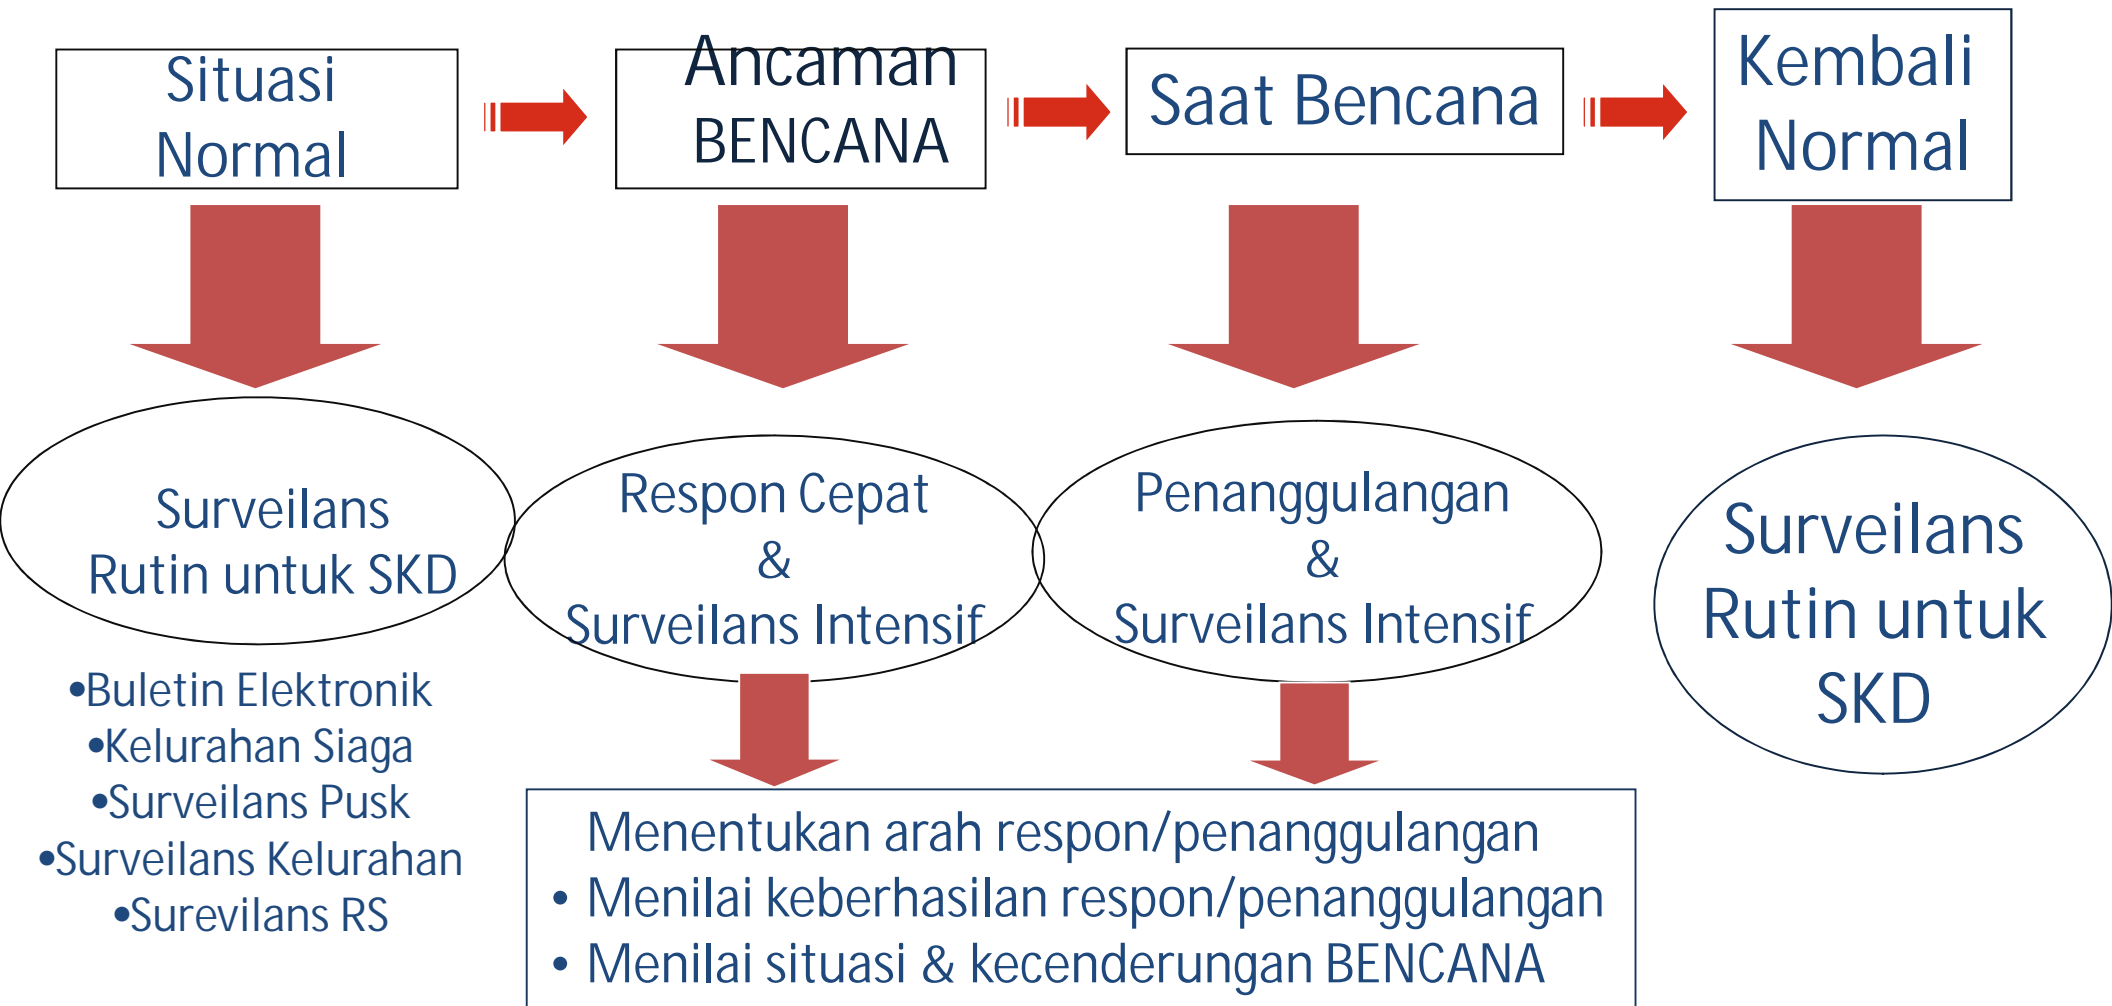 Situasi
Normal
Ancaman
BENCANA
Saat Bencana
Kembali
Normal
Surveilans
Rutin untuk SKD
Respon Cepat
&
Surveilans Intensif
Penanggulangan
&
Surveilans Intensif
Surveilans
Rutin untuk
SKD
•Buletin Elektronik
•Kelurahan Siaga
•Surveilans Pusk
•Surveilans Kelurahan
•Surevilans RS
Menentukan arah respon/penanggulangan
• Menilai keberhasilan respon/penanggulangan
• Menilai situasi & kecenderungan BENCANA